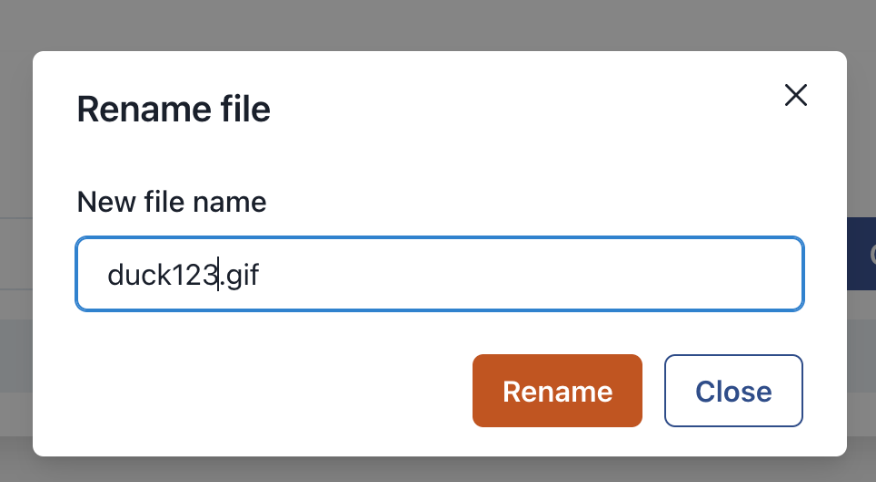 Rename file
New file name
duck123.gif
Rename
Close